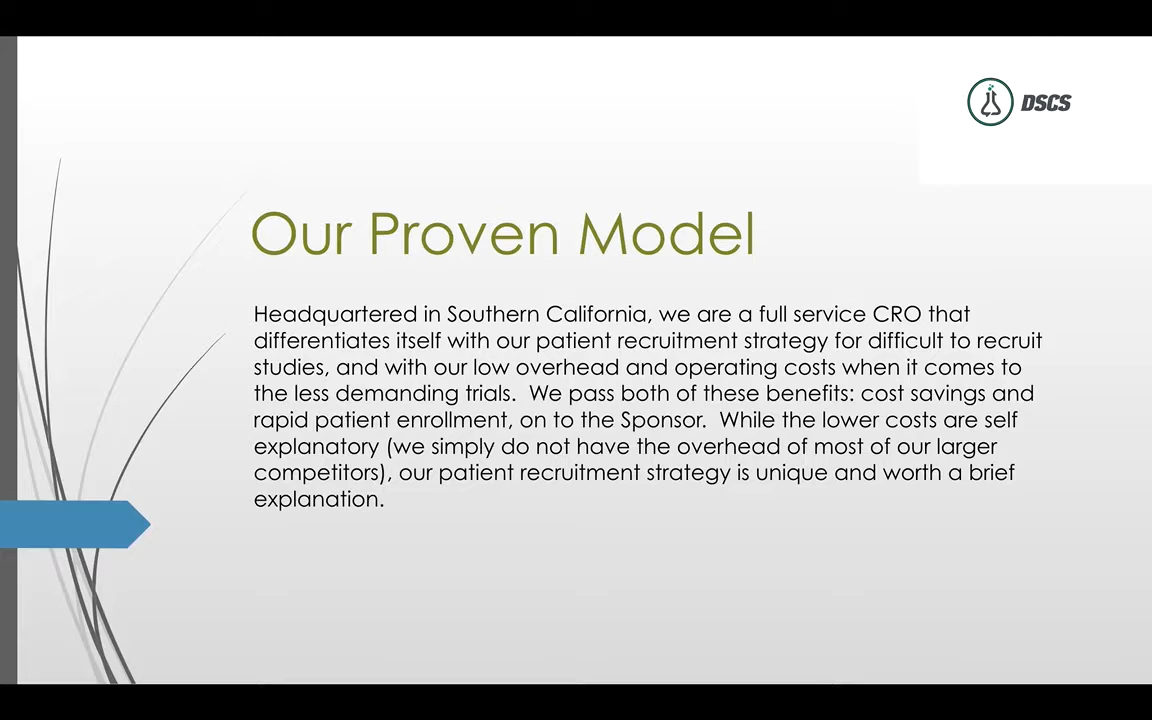 DSCS
Our Proven Model
Headquartered in Southern California, we are a full service CRO that
differentiates itself with our patient recruitment strategy for difficult to recruit
studies, and with our low overhead and operating costs when it comes to
the less demanding trials.  We pass both of these benefits: cost savings and
rapid patient enrollment, on to the Sponsor.  While the lower costs are self
explanatory (we simply do not have the overhead of most of our larger
competitors), our patient recruitment strategy is unique and worth a brief
explanation.